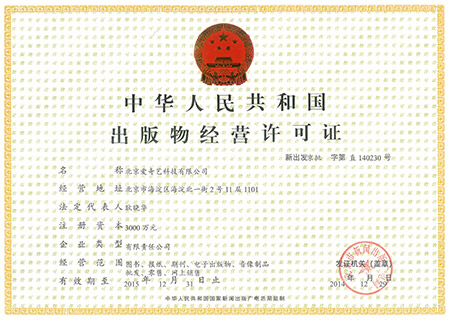 中华人民共和国
出版物经营许可证
新出发京批 字第 直140230 号
名 称 北京爱奇艺科技有限公司
经 营 地 址 北京市海淀区海淀北一街2号11层1101
法 定 代 表 人 耿晓华
注 册 资 本 3000万元
企 业 类 型 有限责任公司
经 营 范 围 图书、报纸、期刊、电子出版物、音像制品
批发、零售、网上销售
发证机关(盖章)
有 效 期 至 2015 年 12 月 31 日止
2014 年 12 月 29 日
中华人民共和国国家新闻出版广电总局监制